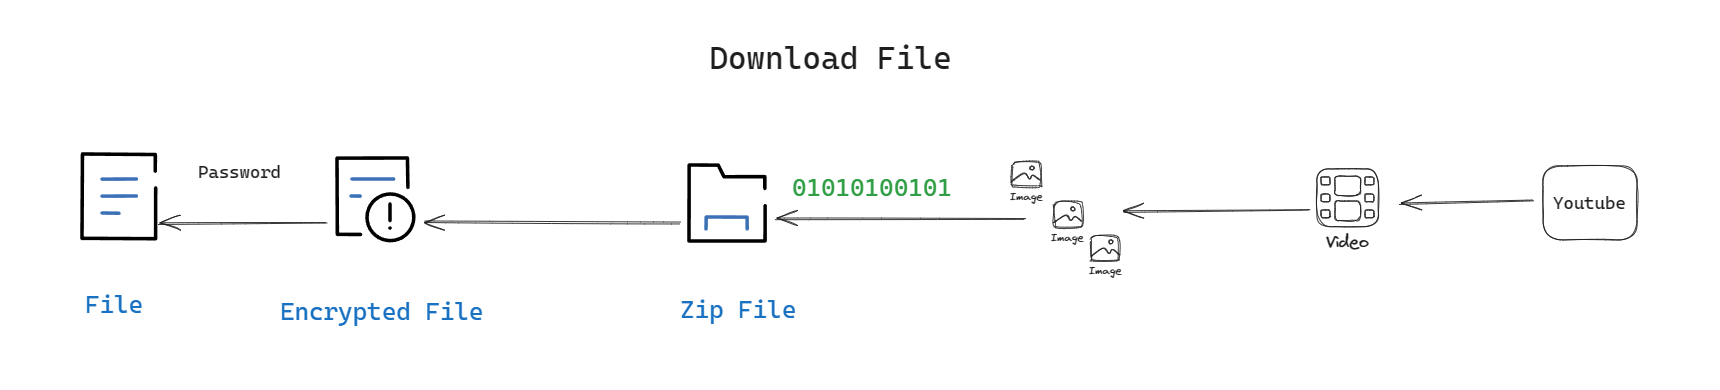 Download File
Password
01010100101
Image
Image
Image
Video
Youtube
File
Encrypted File
Zip File